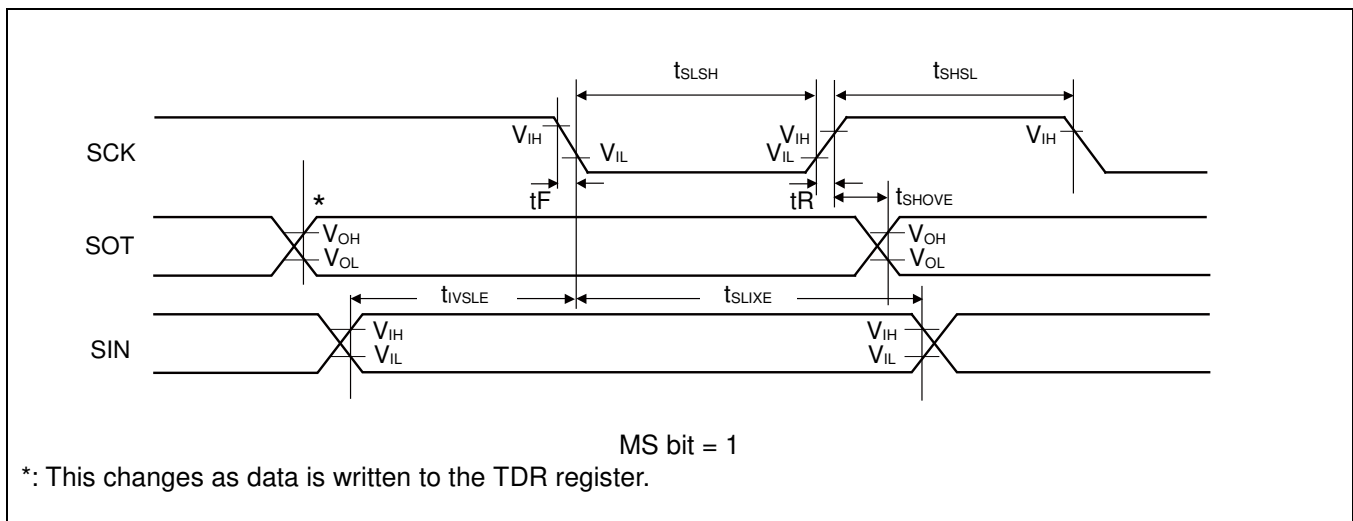 tSLSH tSHSL
SCK VIH VIL VIH VIL VIH
tF tR tSHOVE
*
SOT VOH VOL VOH VOL
tIVSLE tSLIXE
SIN VIH VIL VIH VIL
MS bit = 1
*: This changes as data is written to the TDR register.